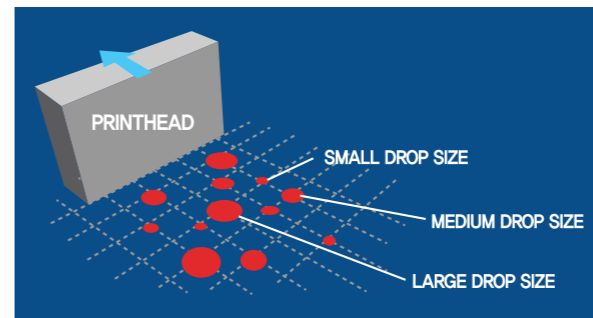 PRINTHEAD
SMALL DROP SIZE
MEDIUM DROP SIZE
LARGE DROP SIZE